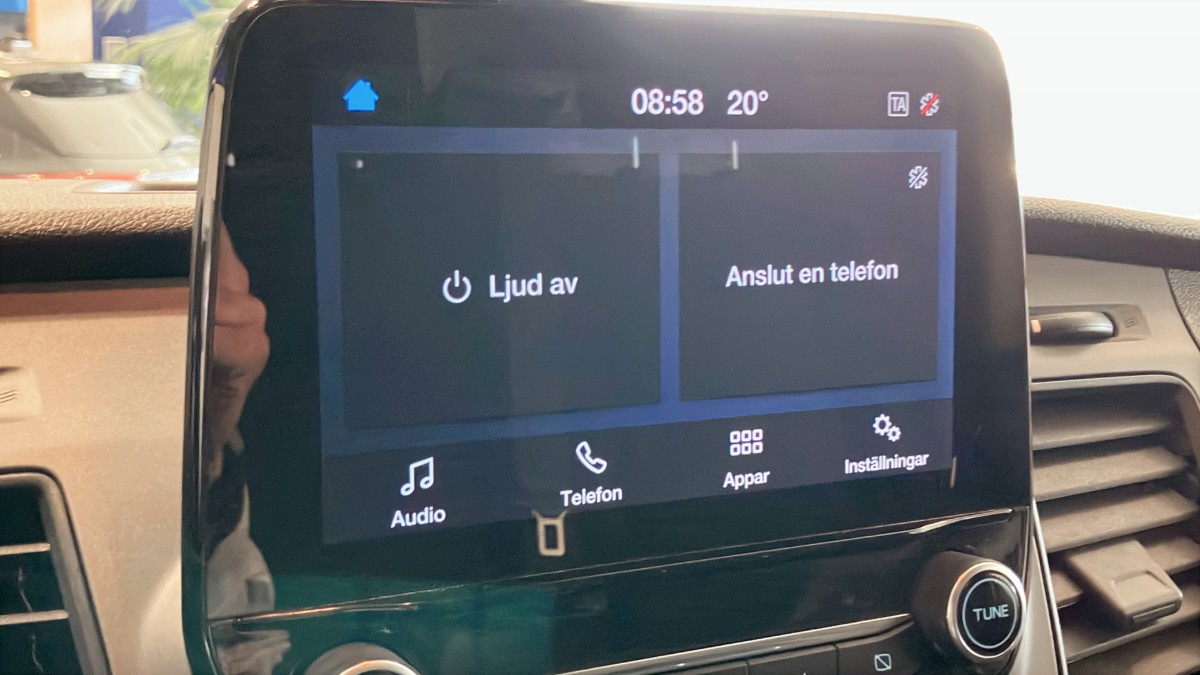 08:58 20°
TA
Ljud av
Anslut en telefon
Audio
Telefon
Appar
Inställningar
TUNE